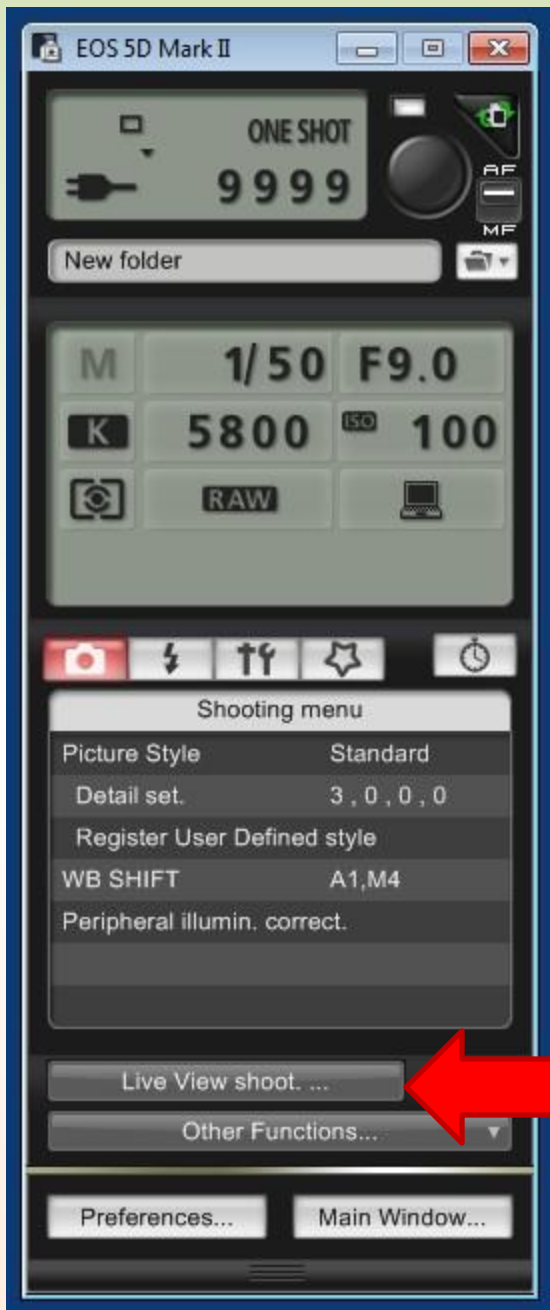 EOS 5D Mark II
ONE SHOT
9999
AF
MF
New folder
M 1/50 F9.0
K 5800 ISO 100
RAW
Shooting menu
Picture Style Standard
Detail set. 3 , 0 , 0 , 0
Register User Defined style
WB SHIFT A1,M4
Peripheral illumin. correct.
Live View shoot. ...
Other Functions...
Preferences... Main Window...